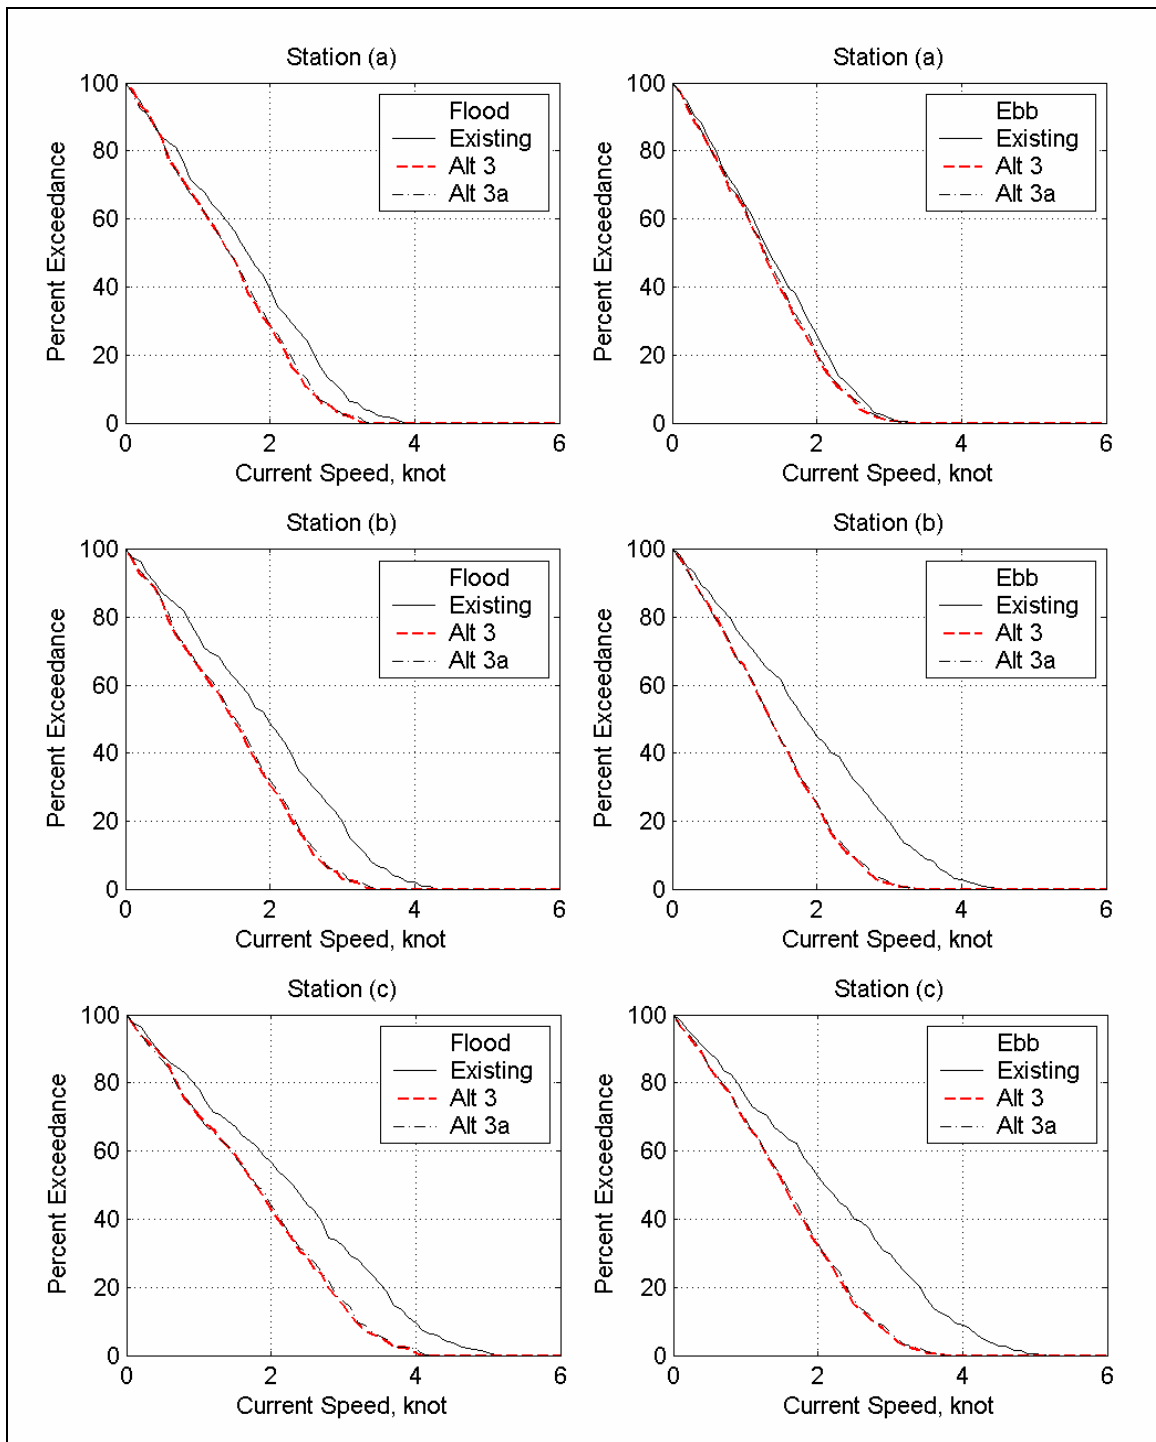 Station (a)
100
80
60
40
20
0
Percent Exceedance
Flood
Existing
Alt 3
Alt 3a
0 2 4 6
Current Speed, knot
Station (a)
100
80
60
40
20
0
Percent Exceedance
Ebb
Existing
Alt 3
Alt 3a
0 2 4 6
Current Speed, knot
Station (b)
100
80
60
40
20
0
Percent Exceedance
Flood
Existing
Alt 3
Alt 3a
0 2 4 6
Current Speed, knot
Station (b)
100
80
60
40
20
0
Percent Exceedance
Ebb
Existing
Alt 3
Alt 3a
0 2 4 6
Current Speed, knot
Station (c)
100
80
60
40
20
0
Percent Exceedance
Flood
Existing
Alt 3
Alt 3a
0 2 4 6
Current Speed, knot
Station (c)
100
80
60
40
20
0
Percent Exceedance
Ebb
Existing
Alt 3
Alt 3a
0 2 4 6
Current Speed, knot